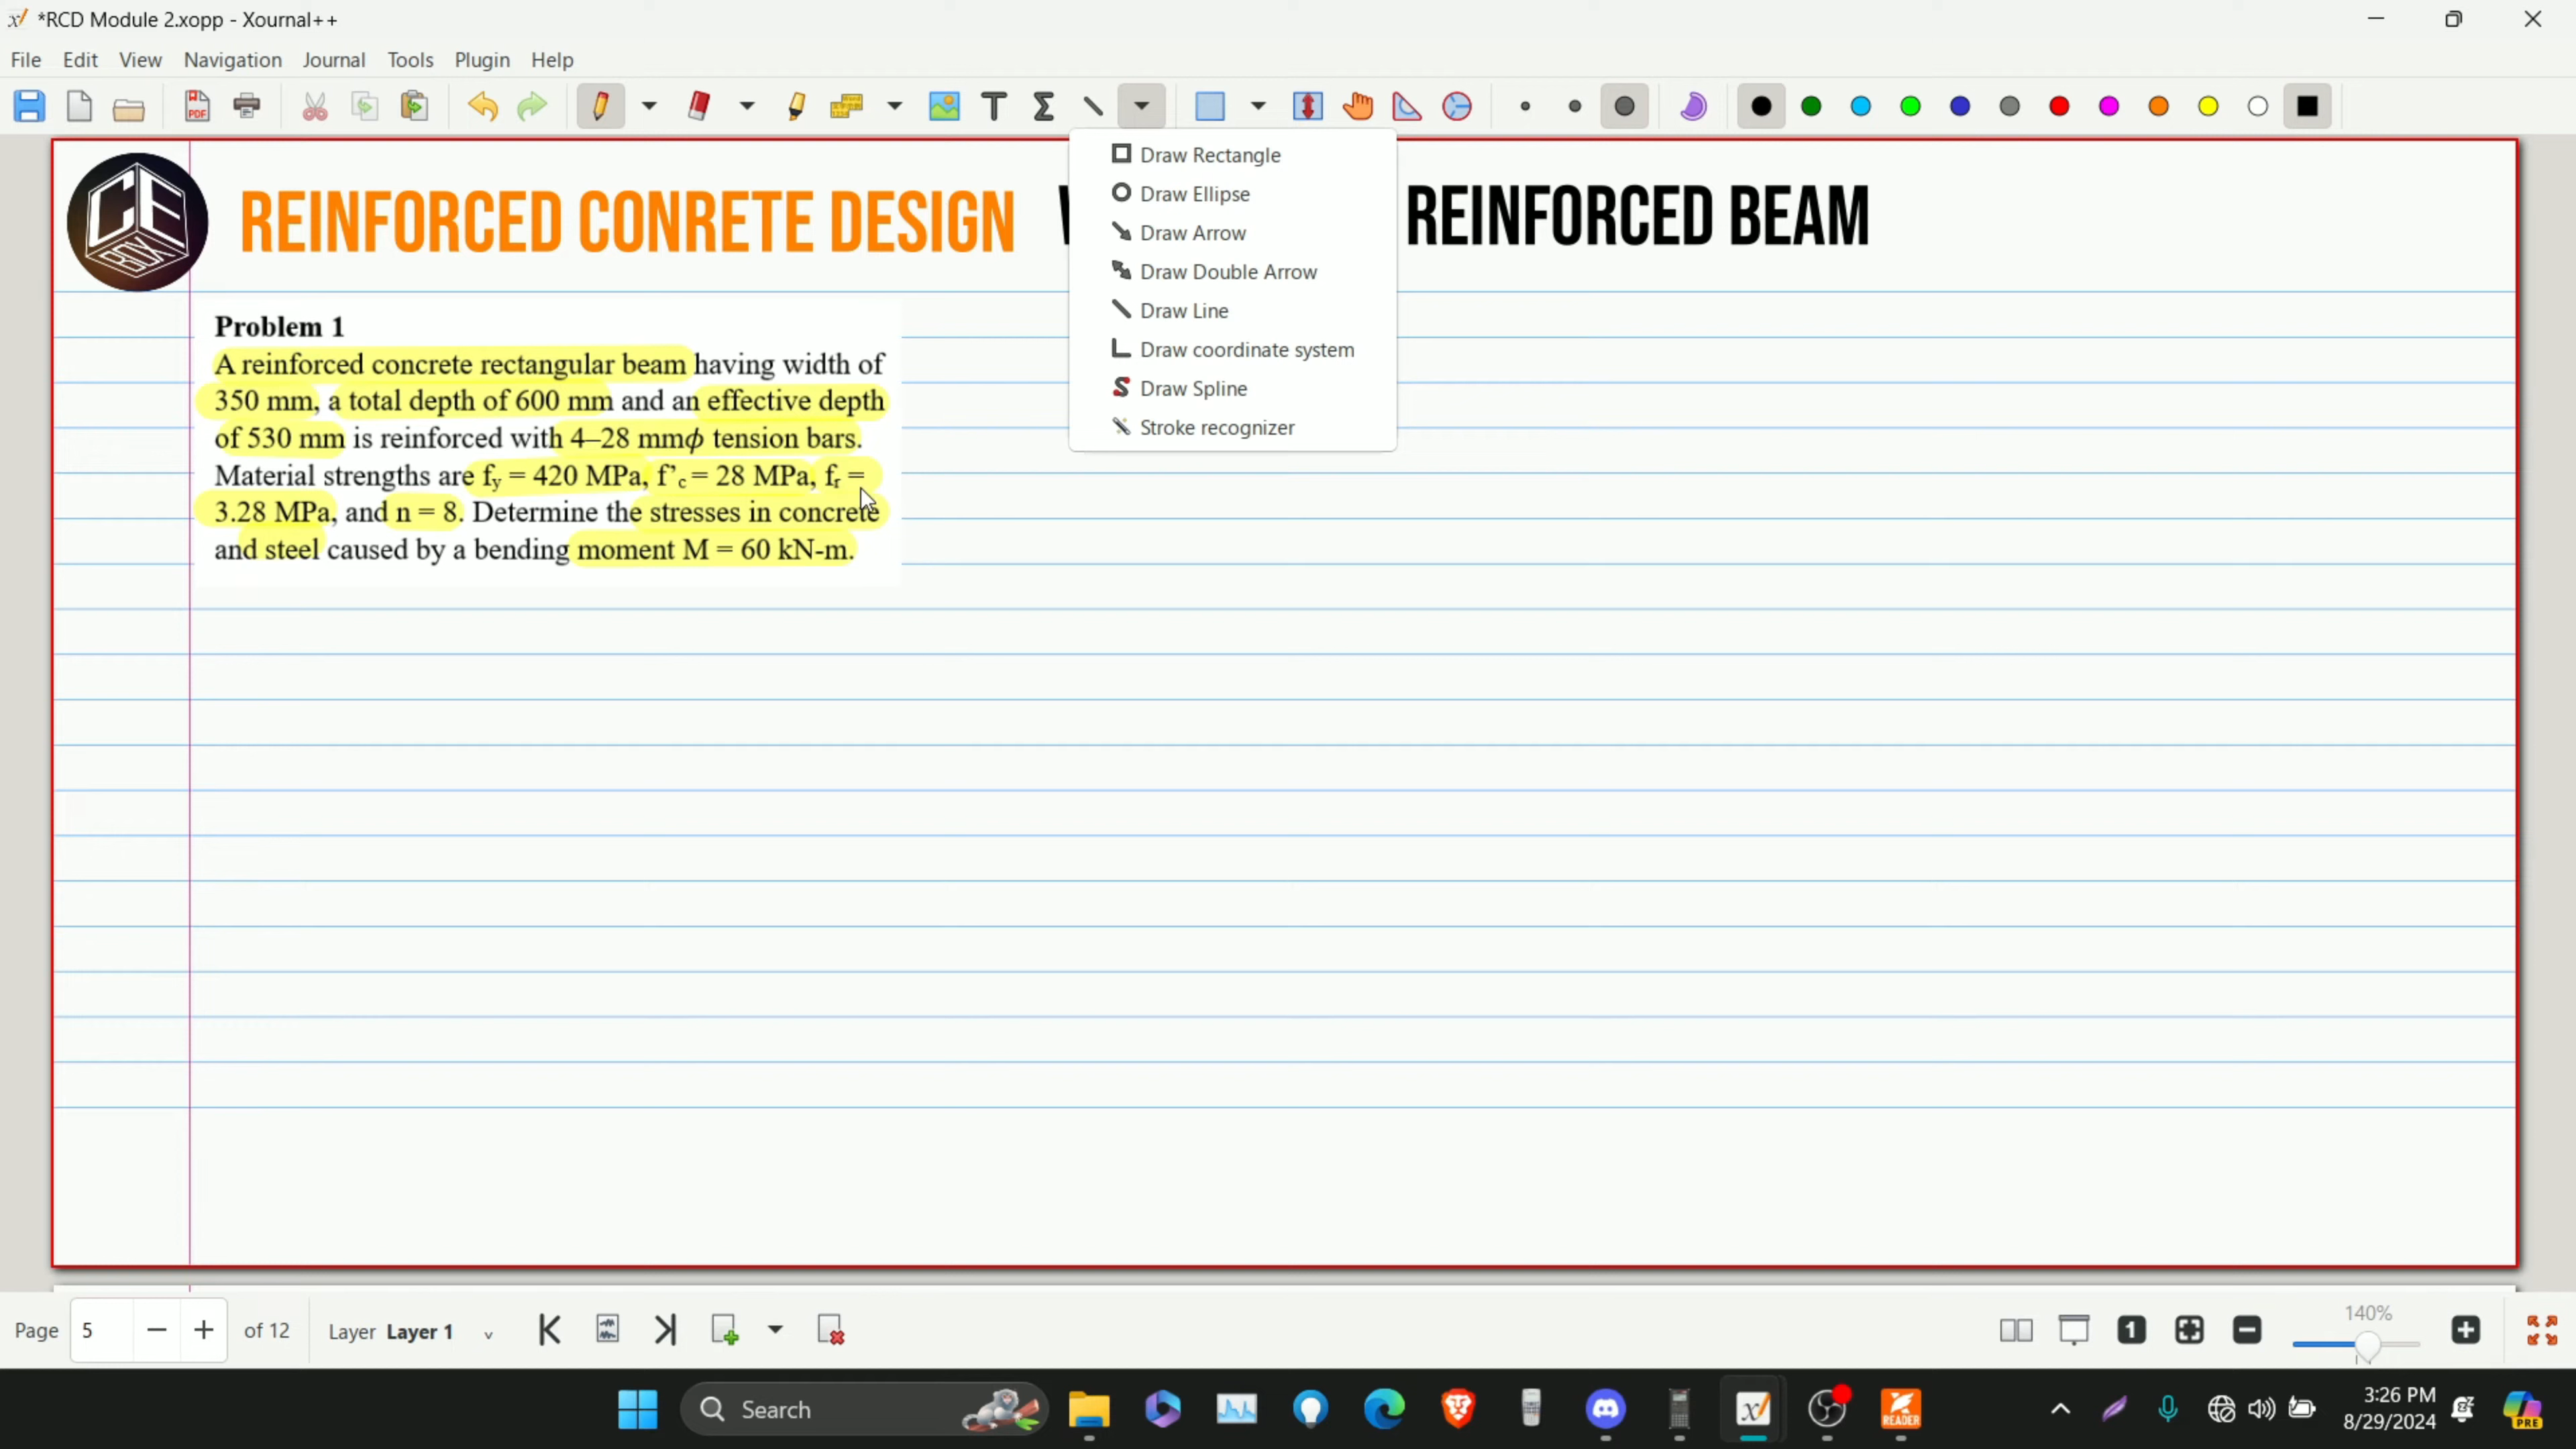 *RCD Module 2.xopp - Xournal++
File Edit View Navigation Journal Tools Plugin Help
Draw Rectangle
Draw Ellipse
Draw Arrow
Draw Double Arrow
Draw Line
Draw coordinate system
Draw Spline
Stroke recognizer
CE BOX
REINFORCED CONRETE DESIGN REINFORCED BEAM
Problem 1
A reinforced concrete rectangular beam having width of
350 mm, a total depth of 600 mm and an effective depth
of 530 mm is reinforced with 4–28 mmϕ tension bars.
Material strengths are fy = 420 MPa, f’c = 28 MPa, fr =
3.28 MPa, and n = 8. Determine the stresses in concrete
and steel caused by a bending moment M = 60 kN-m.
Page 5 of 12 Layer Layer 1 140%
Search
READER
3:26 PM
8/29/2024
PRE